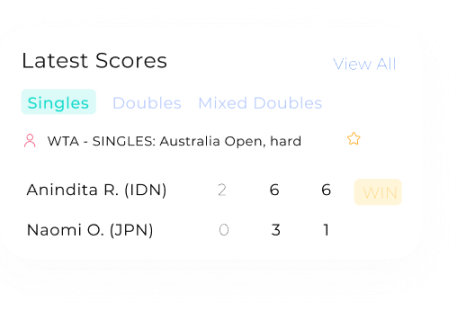 Latest Scores
View All
Singles Doubles Mixed Doubles
WTA - SINGLES: Australia Open, hard
Anindita R. (IDN) 2 6 6 WIN
Naomi O. (JPN) 0 3 1